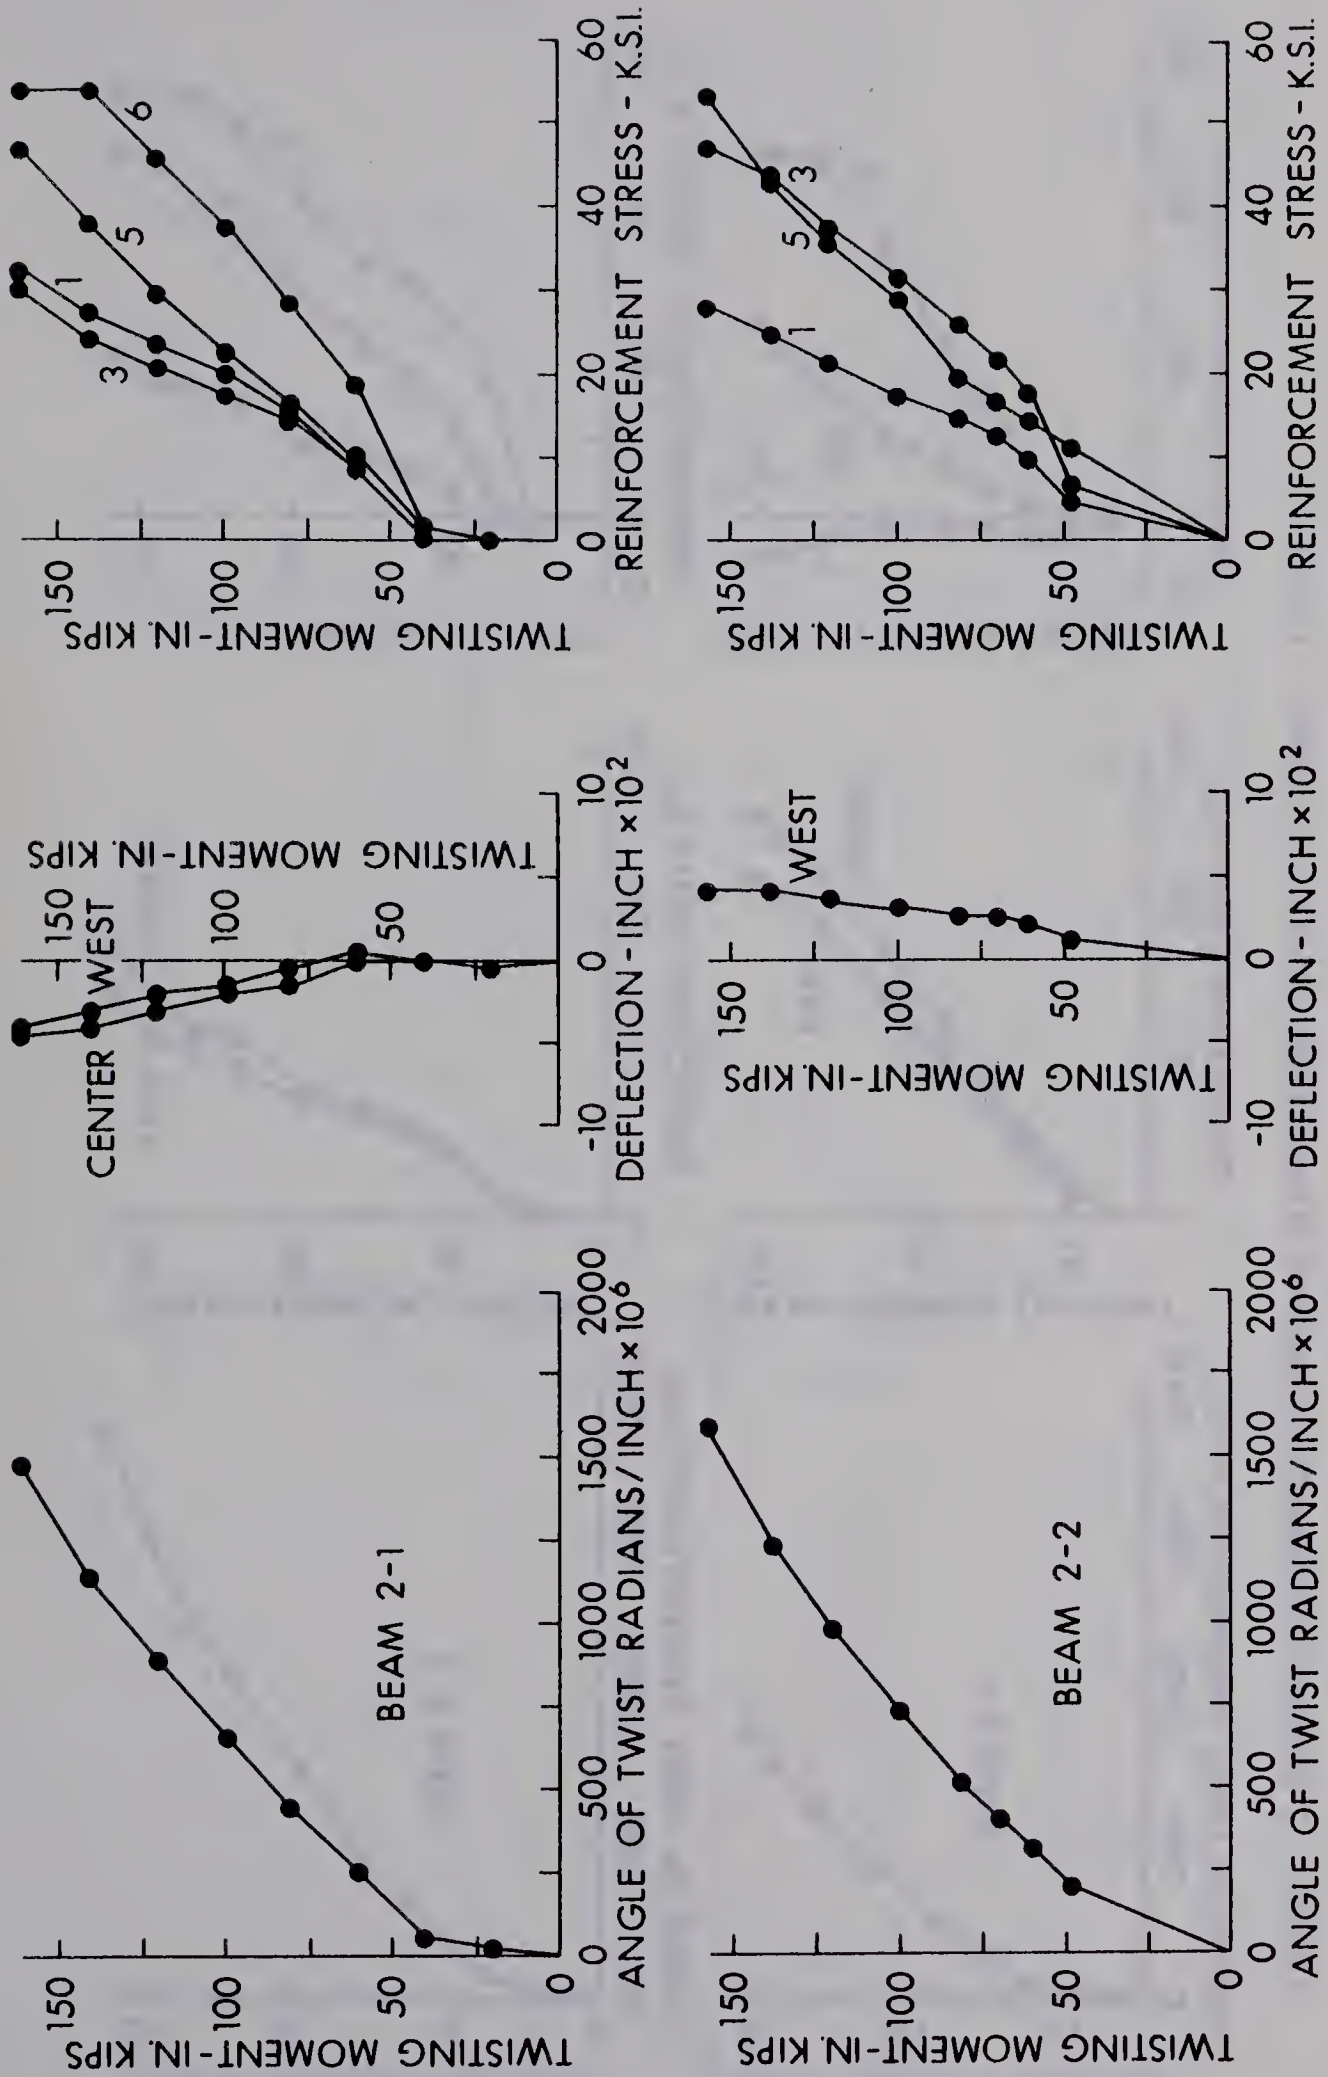 TWISTING MOMENT-IN. KIPS
150
100
50
0
BEAM 2-1
0 500 1000 1500 2000
ANGLE OF TWIST RADIANS/INCH×10⁶
CENTER WEST
150
100
50
TWISTING MOMENT-IN. KIPS
-10 0 10
DEFLECTION-INCH×10²
TWISTING MOMENT-IN. KIPS
150
100
50
0
3
1
5
6
0 20 40 60
REINFORCEMENT STRESS-K.S.I.
TWISTING MOMENT-IN. KIPS
150
100
50
0
BEAM 2-2
0 500 1000 1500 2000
ANGLE OF TWIST RADIANS/INCH×10⁶
TWISTING MOMENT-IN. KIPS
150
100
50
WEST
-10 0 10
DEFLECTION-INCH×10²
TWISTING MOMENT-IN. KIPS
150
100
50
0
1
5
3
0 20 40 60
REINFORCEMENT STRESS-K.S.I.